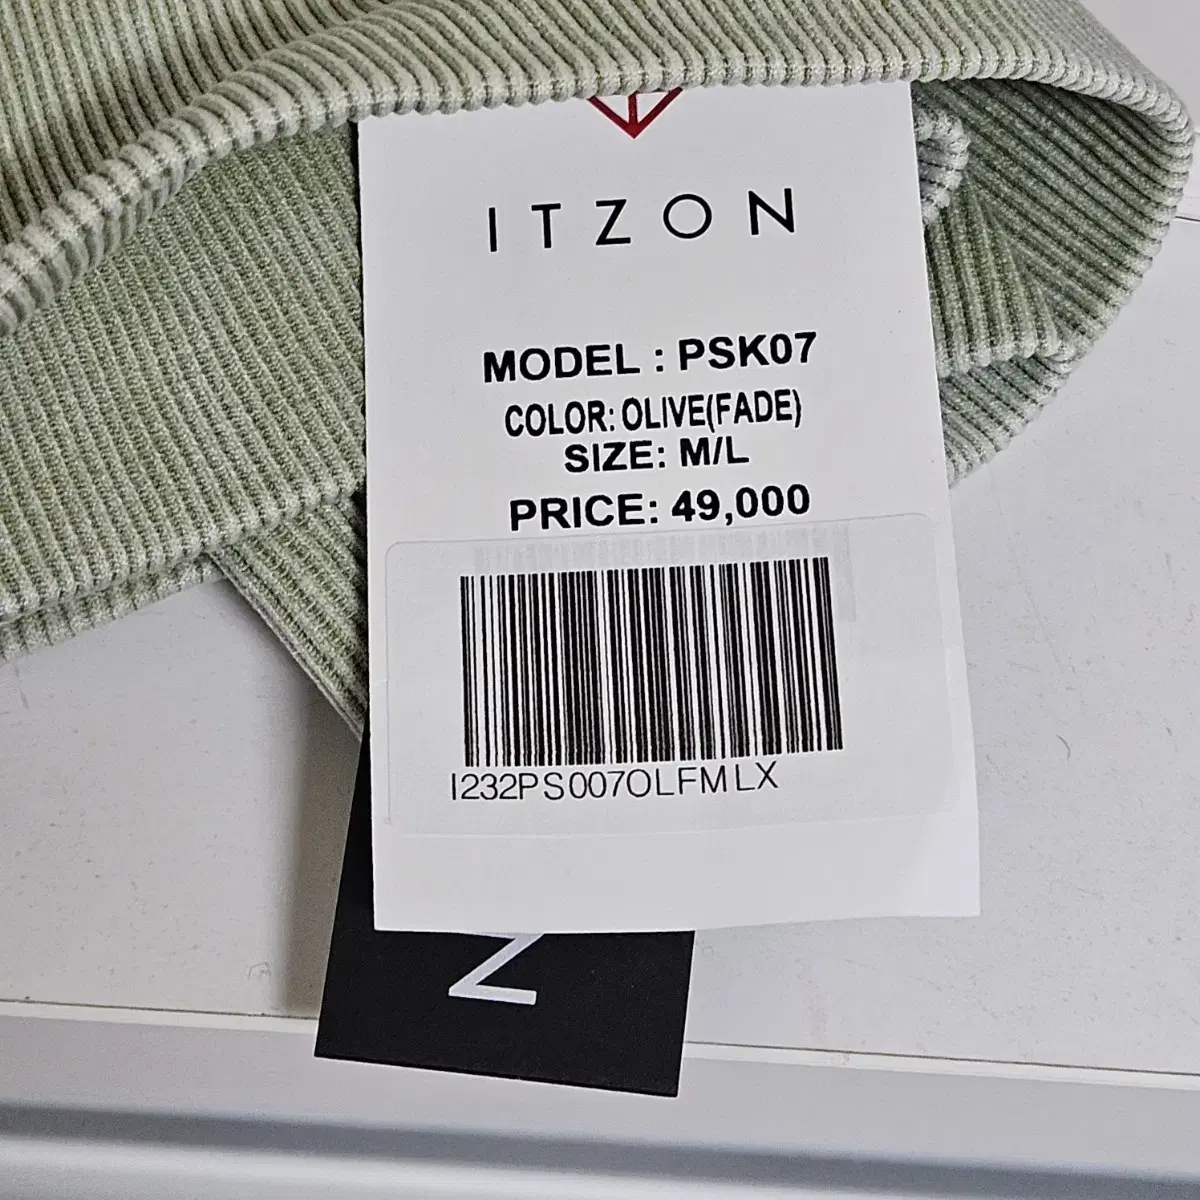 ITZON
MODEL : PSK07
COLOR: OLIVE(FADE)
SIZE: M/L
PRICE: 49,000
I232PS007OLFMLX
N